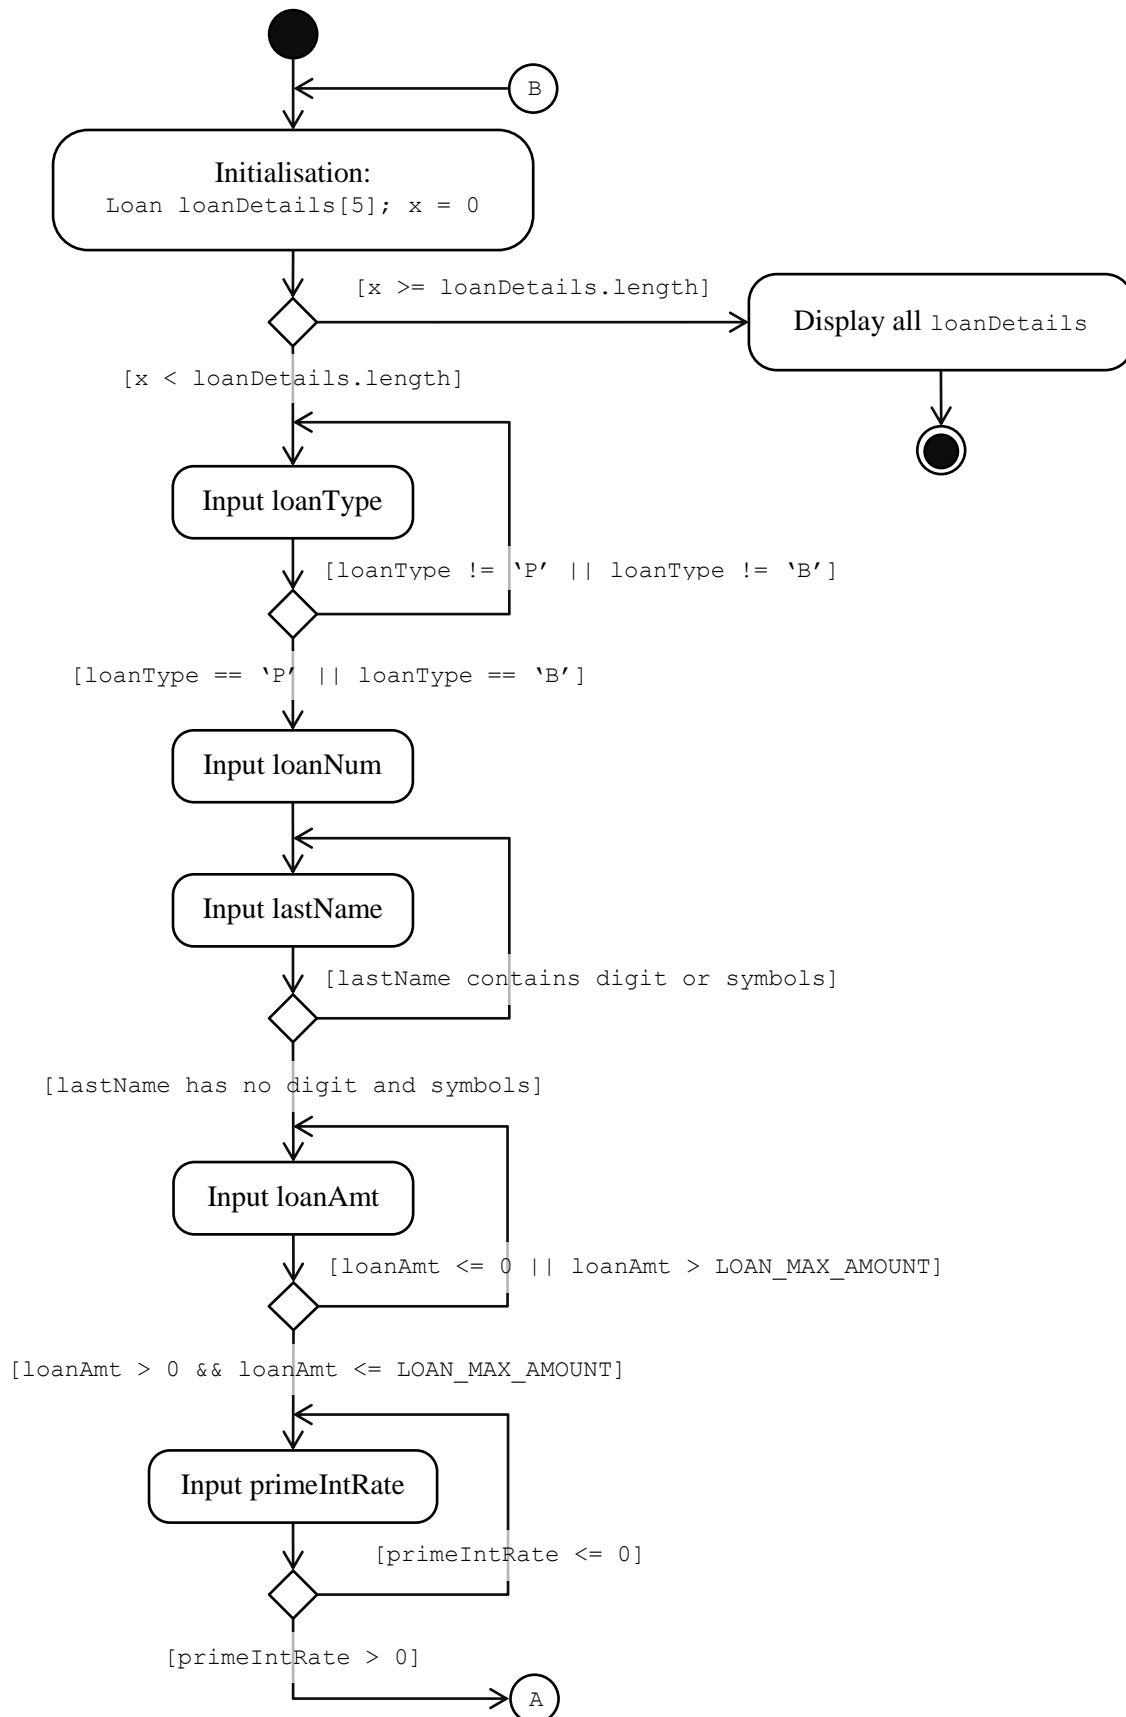 B
Initialisation:
Loan loanDetails[5]; x = 0
[x >= loanDetails.length]
Display all loanDetails
[x < loanDetails.length]
Input loanType
[loanType != ‘P’ || loanType != ‘B’]
[loanType == ‘P’ || loanType == ‘B’]
Input loanNum
Input lastName
[lastName contains digit or symbols]
[lastName has no digit and symbols]
Input loanAmt
[loanAmt <= 0 || loanAmt > LOAN_MAX_AMOUNT]
[loanAmt > 0 && loanAmt <= LOAN_MAX_AMOUNT]
Input primeIntRate
[primeIntRate <= 0]
[primeIntRate > 0]
A